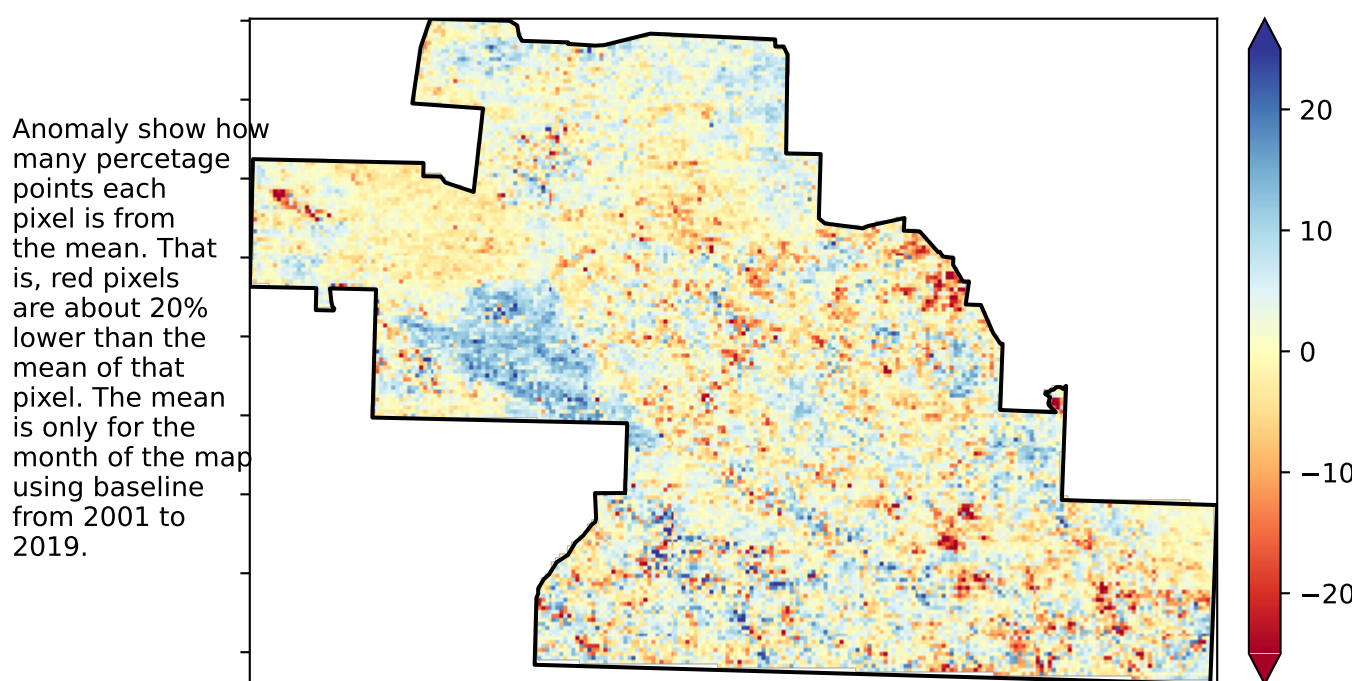 Anomaly show how
many percetage
points each
pixel is from
the mean. That
is, red pixels
are about 20%
lower than the
mean of that
pixel. The mean
is only for the
month of the map
using baseline
from 2001 to
2019.
20
10
0
−10
−20